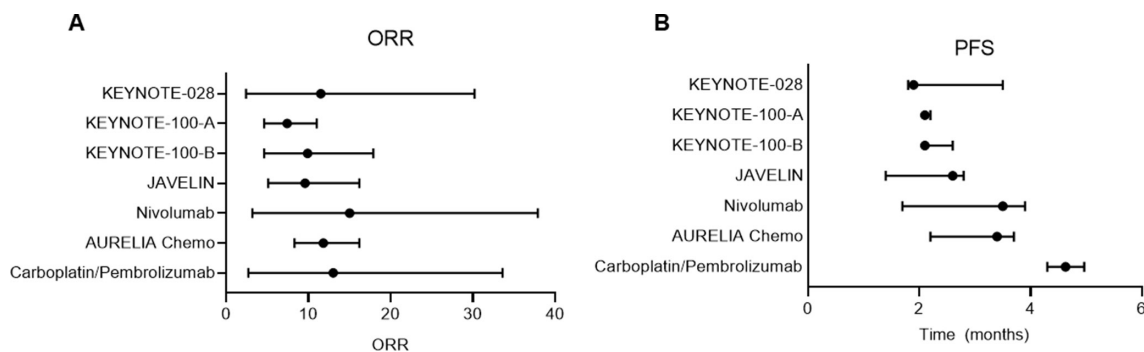 A
ORR
KEYNOTE-028
KEYNOTE-100-A
KEYNOTE-100-B
JAVELIN
Nivolumab
AURELIA Chemo
Carboplatin/Pembrolizumab
0 10 20 30 40
ORR
B
PFS
KEYNOTE-028
KEYNOTE-100-A
KEYNOTE-100-B
JAVELIN
Nivolumab
AURELIA Chemo
Carboplatin/Pembrolizumab
0 2 4 6
Time (months)